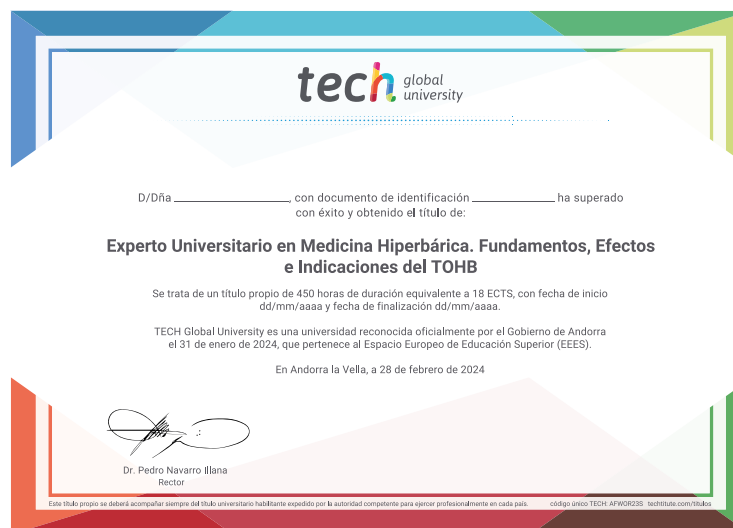 tech global university
D/Dña ____________, con documento de identificación ____________ ha superado
con éxito y obtenido el título de:
Experto Universitario en Medicina Hiperbárica. Fundamentos, Efectos
e Indicaciones del TOHB
Se trata de un título propio de 450 horas de duración equivalente a 18 ECTS, con fecha de inicio
dd/mm/aaaa y fecha de finalización dd/mm/aaaa.
TECH Global University es una universidad reconocida oficialmente por el Gobierno de Andorra
el 31 de enero de 2024, que pertenece al Espacio Europeo de Educación Superior (EEES).
En Andorra la Vella, a 28 de febrero de 2024
Dr. Pedro Navarro Illana
Rector
Este título propio se deberá acompañar siempre del título universitario habilitante expedido por la autoridad competente para ejercer profesionalmente en cada país. código único TECH: AFWOR23S techtitute.com/titulos